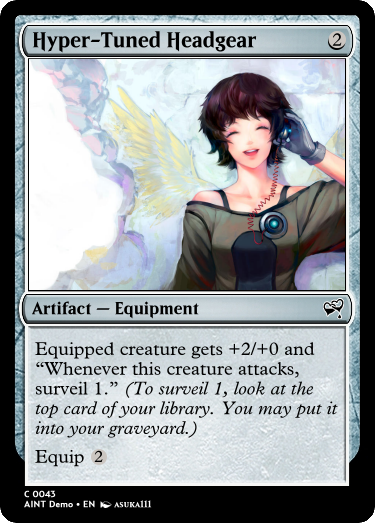 Hyper-Tuned Headgear 2
Artifact — Equipment
Equipped creature gets +2/+0 and
“Whenever this creature attacks,
surveil 1.” (To surveil 1, look at the
top card of your library. You may put it
into your graveyard.)
Equip 2
C 0043
AINT Demo • EN ASUKA111